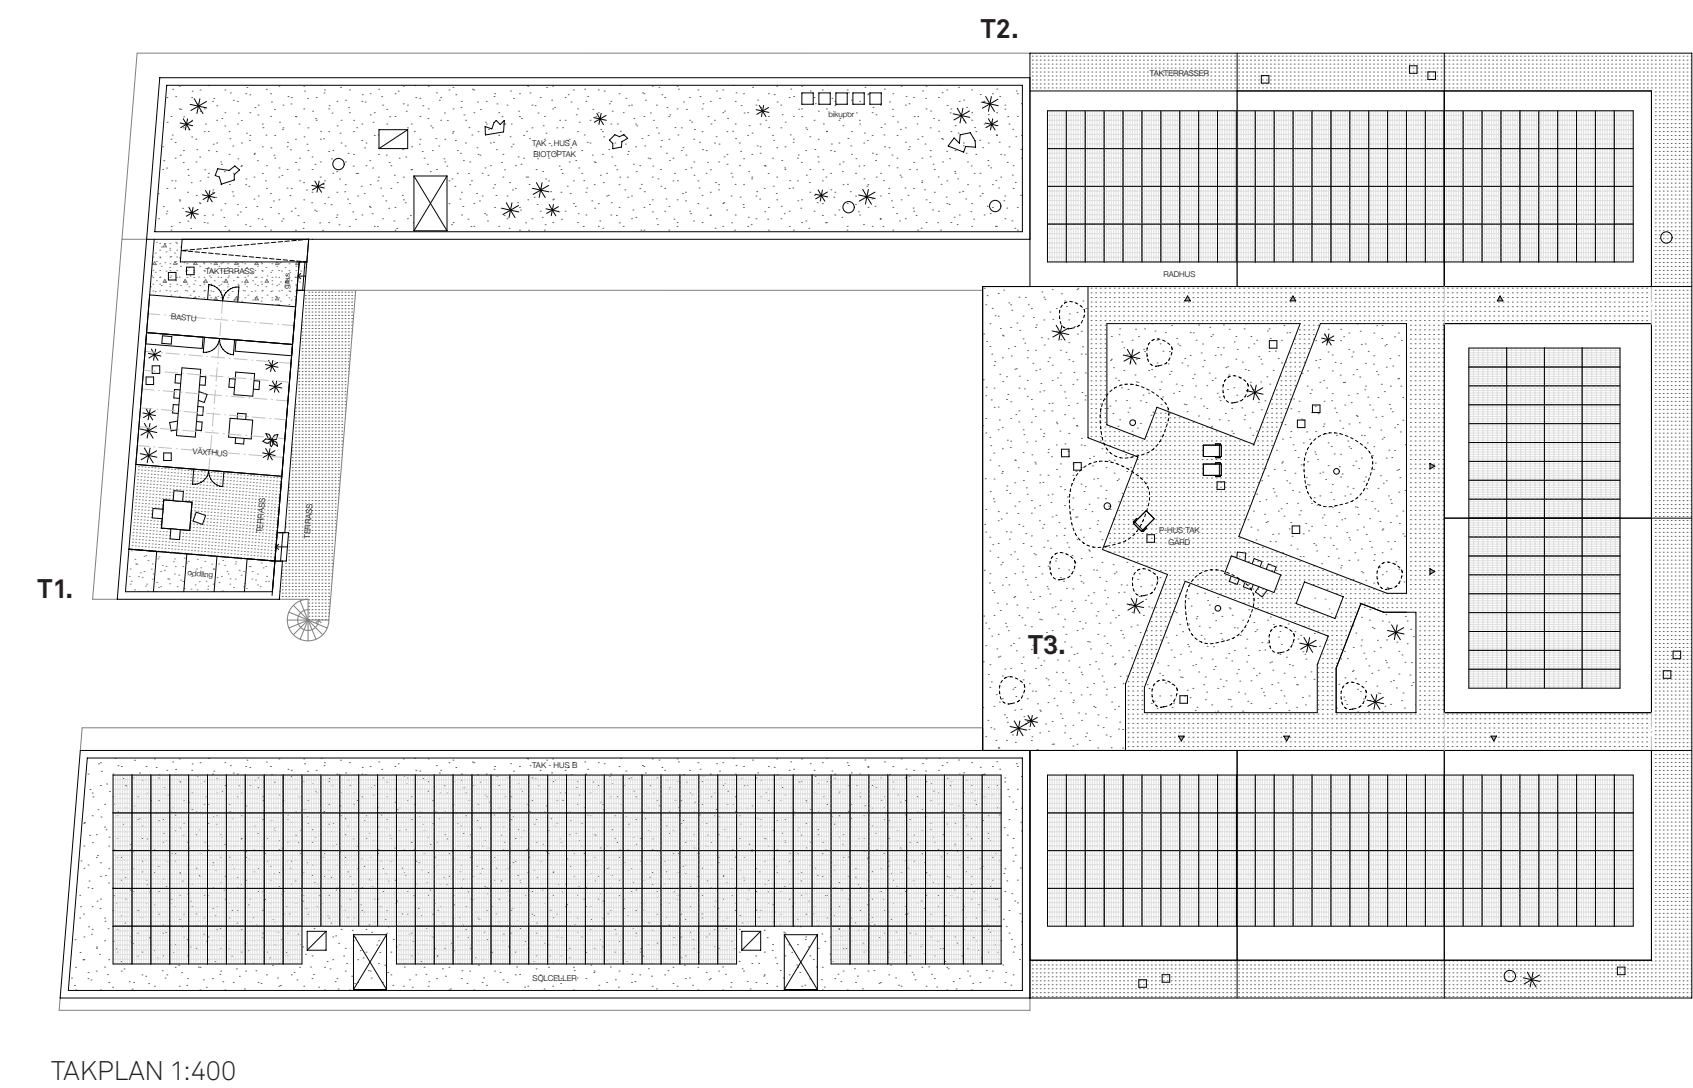 T2.
TAKTERRASSER
bikupor
TAK - HUS A
BIOTOPTAK
TAKTERRASS
RADHUS
BASTU
VÄXTHUS
TERRASS
TERRASS
P-HUS TAK
GÅRD
odling
T1.
T3.
TAK - HUS B
SOLCELLER
TAKPLAN 1:400